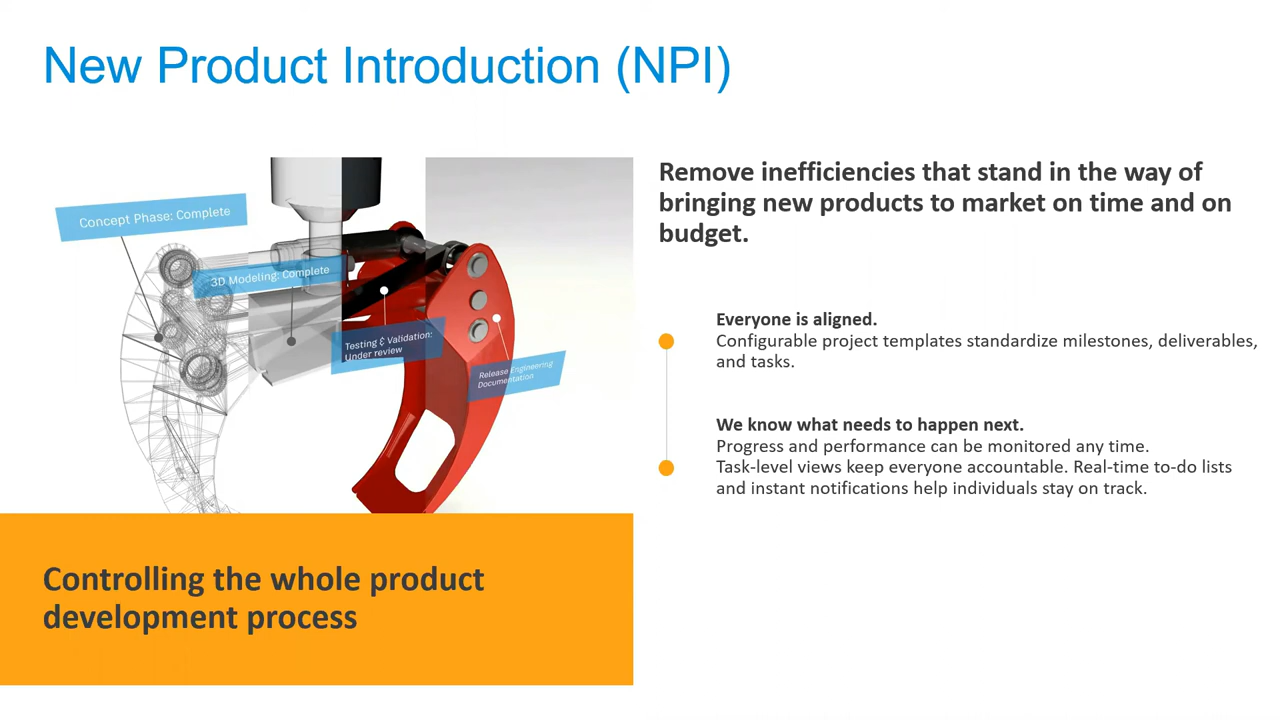 New Product Introduction (NPI)
Concept Phase: Complete
3D Modeling: Complete
Testing & Validation:
Under review
Release Engineering
Documentation
Controlling the whole product
development process
Remove inefficiencies that stand in the way of
bringing new products to market on time and on
budget.
Everyone is aligned.
Configurable project templates standardize milestones, deliverables,
and tasks.
We know what needs to happen next.
Progress and performance can be monitored any time.
Task-level views keep everyone accountable. Real-time to-do lists
and instant notifications help individuals stay on track.